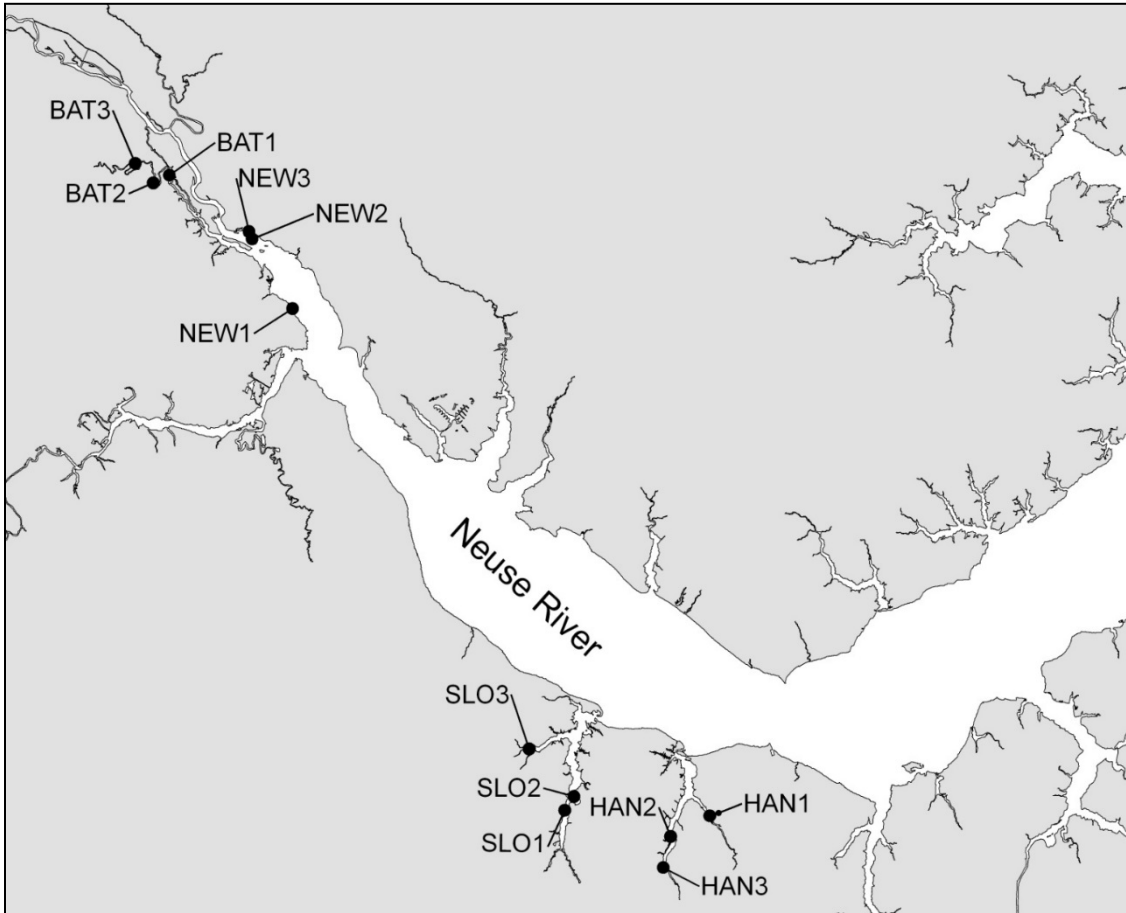 BAT3
BAT1
BAT2
NEW3
NEW2
NEW1
Neuse River
SLO3
SLO2
SLO1
HAN2
HAN1
HAN3